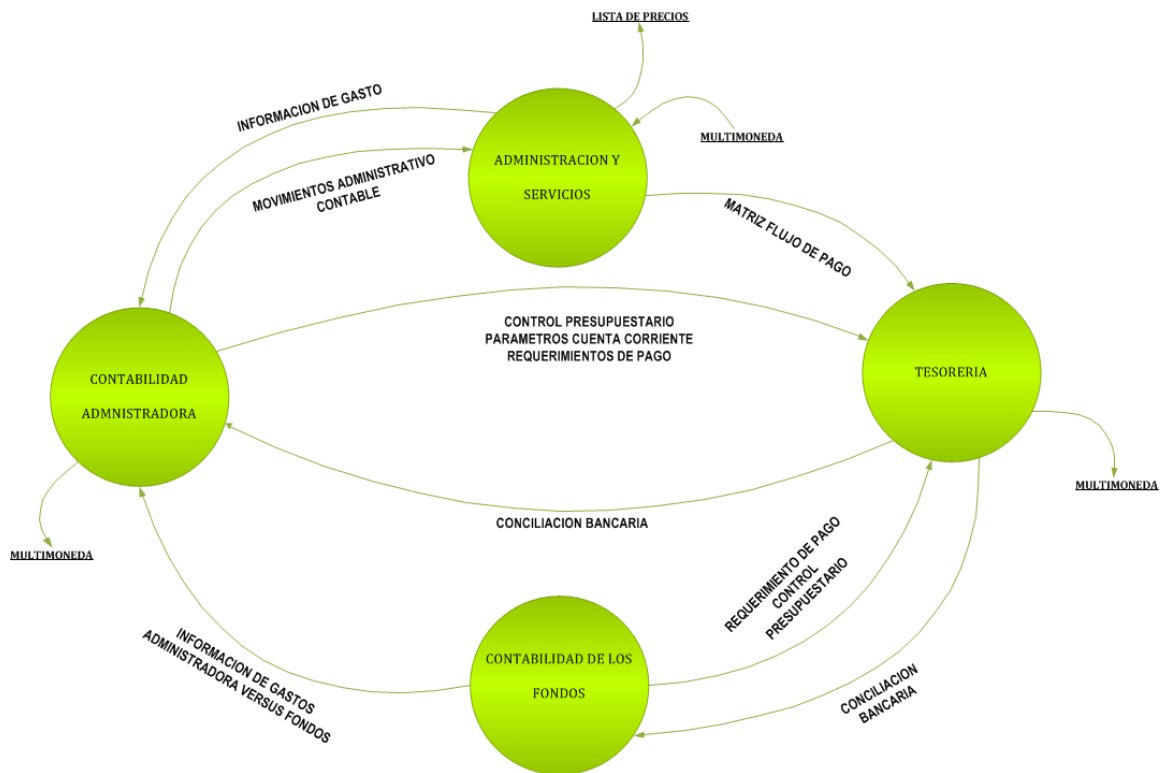 LISTA DE PRECIOS
INFORMACION DE GASTO
MULTIMONEDA
ADMINISTRACION Y
SERVICIOS
MOVIMIENTOS ADMINISTRATIVO
CONTABLE
MATRIZ FLUJO DE PAGO
CONTROL PRESUPUESTARIO
PARAMETROS CUENTA CORRIENTE
REQUERIMIENTOS DE PAGO
CONTABILIDAD
ADMNISTRADORA
TESORERIA
MULTIMONEDA
CONCILIACION BANCARIA
MULTIMONEDA
REQUERIMIENTO DE PAGO
CONTROL
PRESUPUESTARIO
INFORMACION DE GASTOS
ADMINISTRADORA VERSUS FONDOS
CONTABILIDAD DE LOS
FONDOS
CONCILIACION
BANCARIA